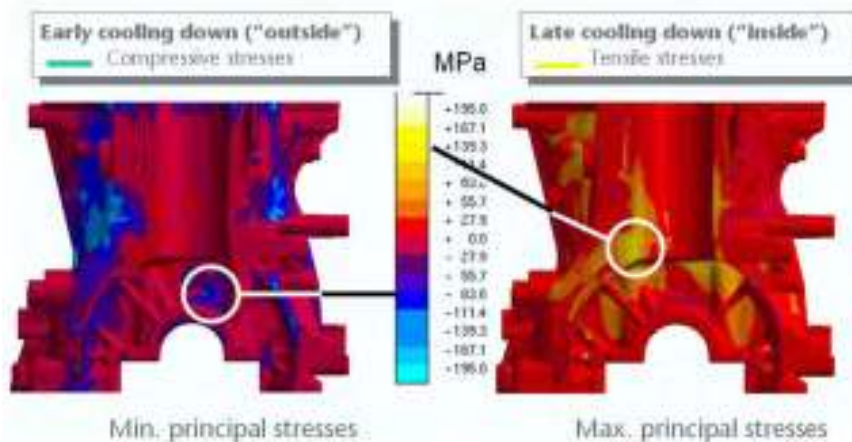 Early cooling down (“outside”)
Compressive stresses
Late cooling down (“inside”)
Tensile stresses
MPa
+195.0
+167.1
+139.3
+ 55.7
+ 27.9
+ 0.0
- 27.9
- 55.7
- 83.6
-111.4
-139.3
-167.1
-195.0
Min. principal stresses
Max. principal stresses